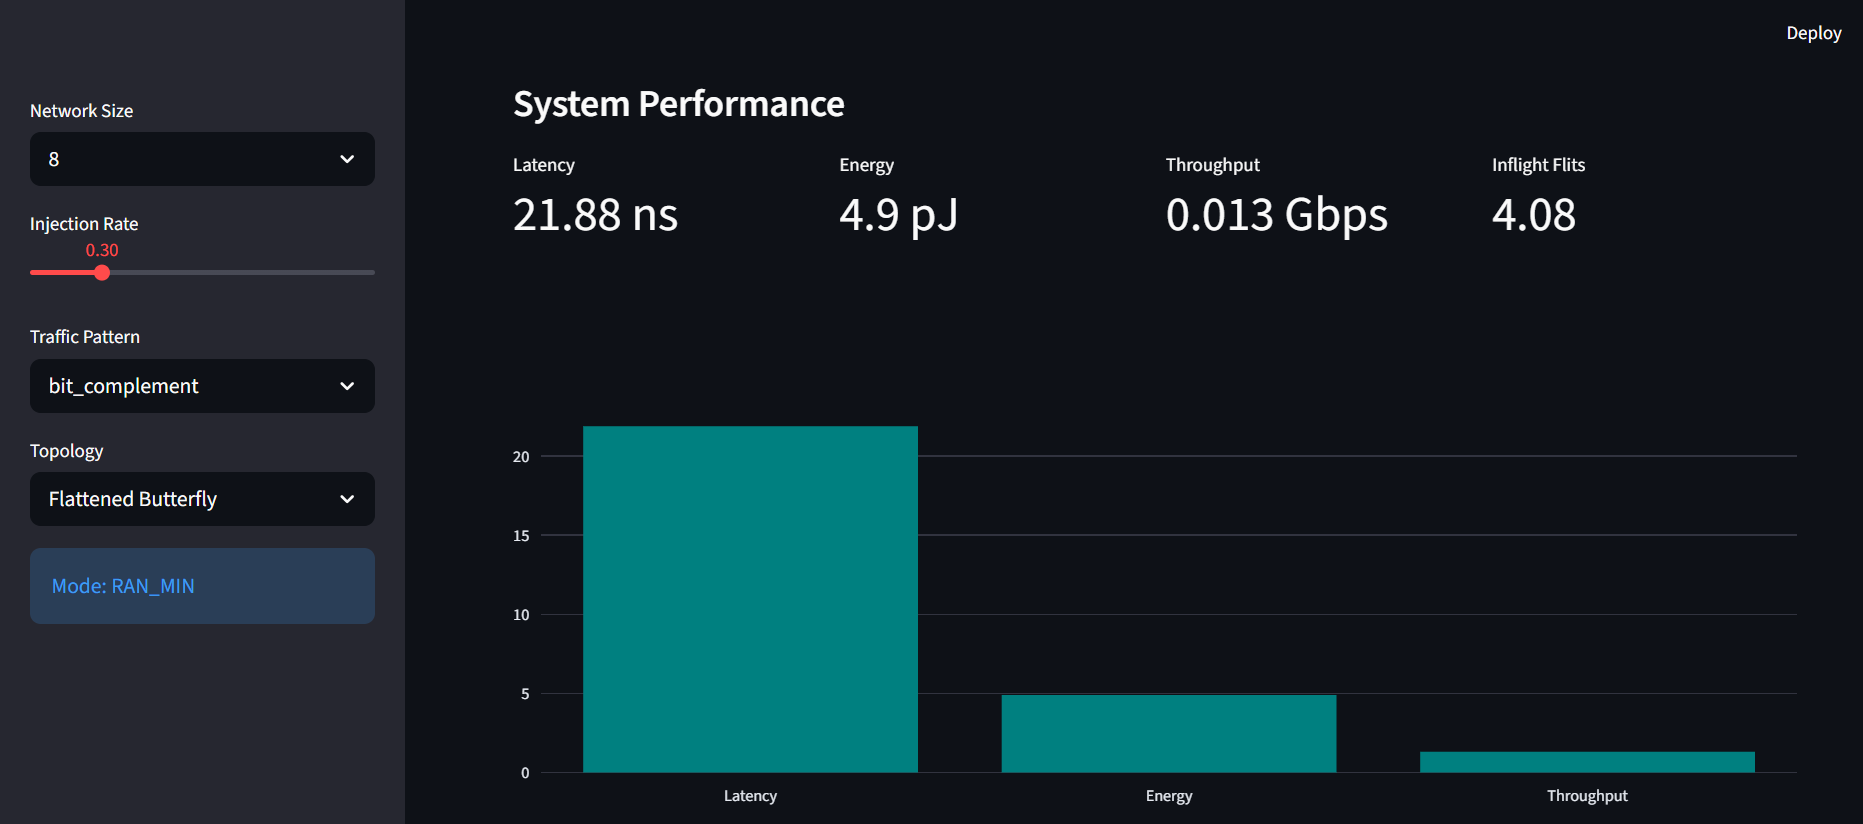 Deploy
Network Size
8
Injection Rate
0.30
Traffic Pattern
bit_complement
Topology
Flattened Butterfly
Mode: RAN_MIN
System Performance
Latency
21.88 ns
Energy
4.9 pJ
Throughput
0.013 Gbps
Inflight Flits
4.08
20
15
10
5
0
Latency
Energy
Throughput